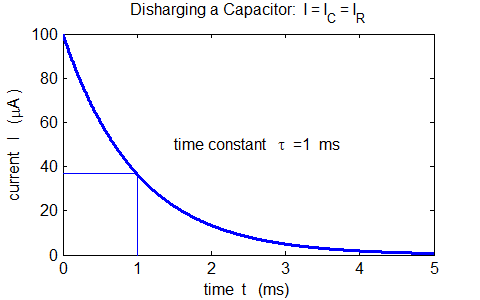 Disharging a Capacitor: I = I_C = I_R
100
80
60
40
20
0
current I (μA )
time constant τ =1 ms
0 1 2 3 4 5
time t (ms)